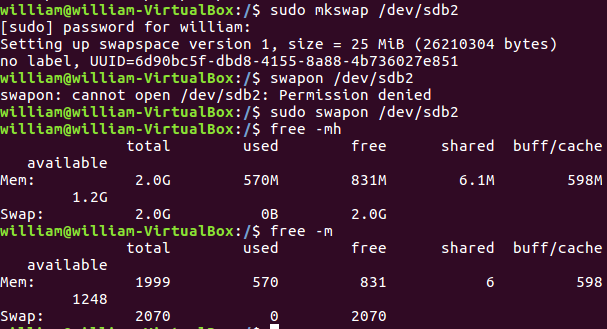 william@william-VirtualBox:/$ sudo mkswap /dev/sdb2
[sudo] password for william:
Setting up swapspace version 1, size = 25 MiB (26210304 bytes)
no label, UUID=6d90bc5f-dbd8-4155-8a88-4b736027e851
william@william-VirtualBox:/$ swapon /dev/sdb2
swapon: cannot open /dev/sdb2: Permission denied
william@william-VirtualBox:/$ sudo swapon /dev/sdb2
william@william-VirtualBox:/$ free -mh
total used free shared buff/cache
available
Mem: 2.0G 570M 831M 6.1M 598M
1.2G
Swap: 2.0G 0B 2.0G
william@william-VirtualBox:/$ free -m
total used free shared buff/cache
available
Mem: 1999 570 831 6 598
1248
Swap: 2070 0 2070
william@william-VirtualBox:/$